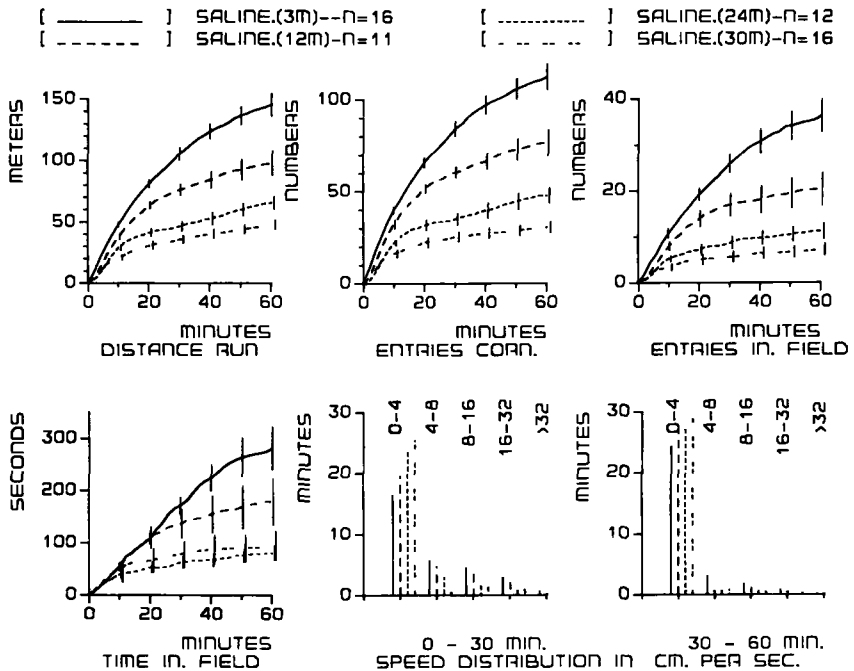 [ ] SALINE.(3M)--N=16 [ ] SALINE.(24M)-N=12
[ ] SALINE.(12M)-N=11 [ ] SALINE.(30M)-N=16
METERS
150
100
50
0
0 20 40 60
MINUTES
DISTANCE RUN
NUMBERS
100
50
0
0 20 40 60
MINUTES
ENTRIES CORN.
NUMBERS
40
20
0
0 20 40 60
MINUTES
ENTRIES IN. FIELD
SECONDS
300
200
100
0
0 20 40 60
MINUTES
TIME IN. FIELD
MINUTES
30
20
10
0
0-4
4-8
8-16
16-32
>32
0 - 30 MIN.
MINUTES
30
20
10
0
0-4
4-8
8-16
16-32
>32
30 - 60 MIN.
SPEED DISTRIBUTION IN CM. PER SEC.